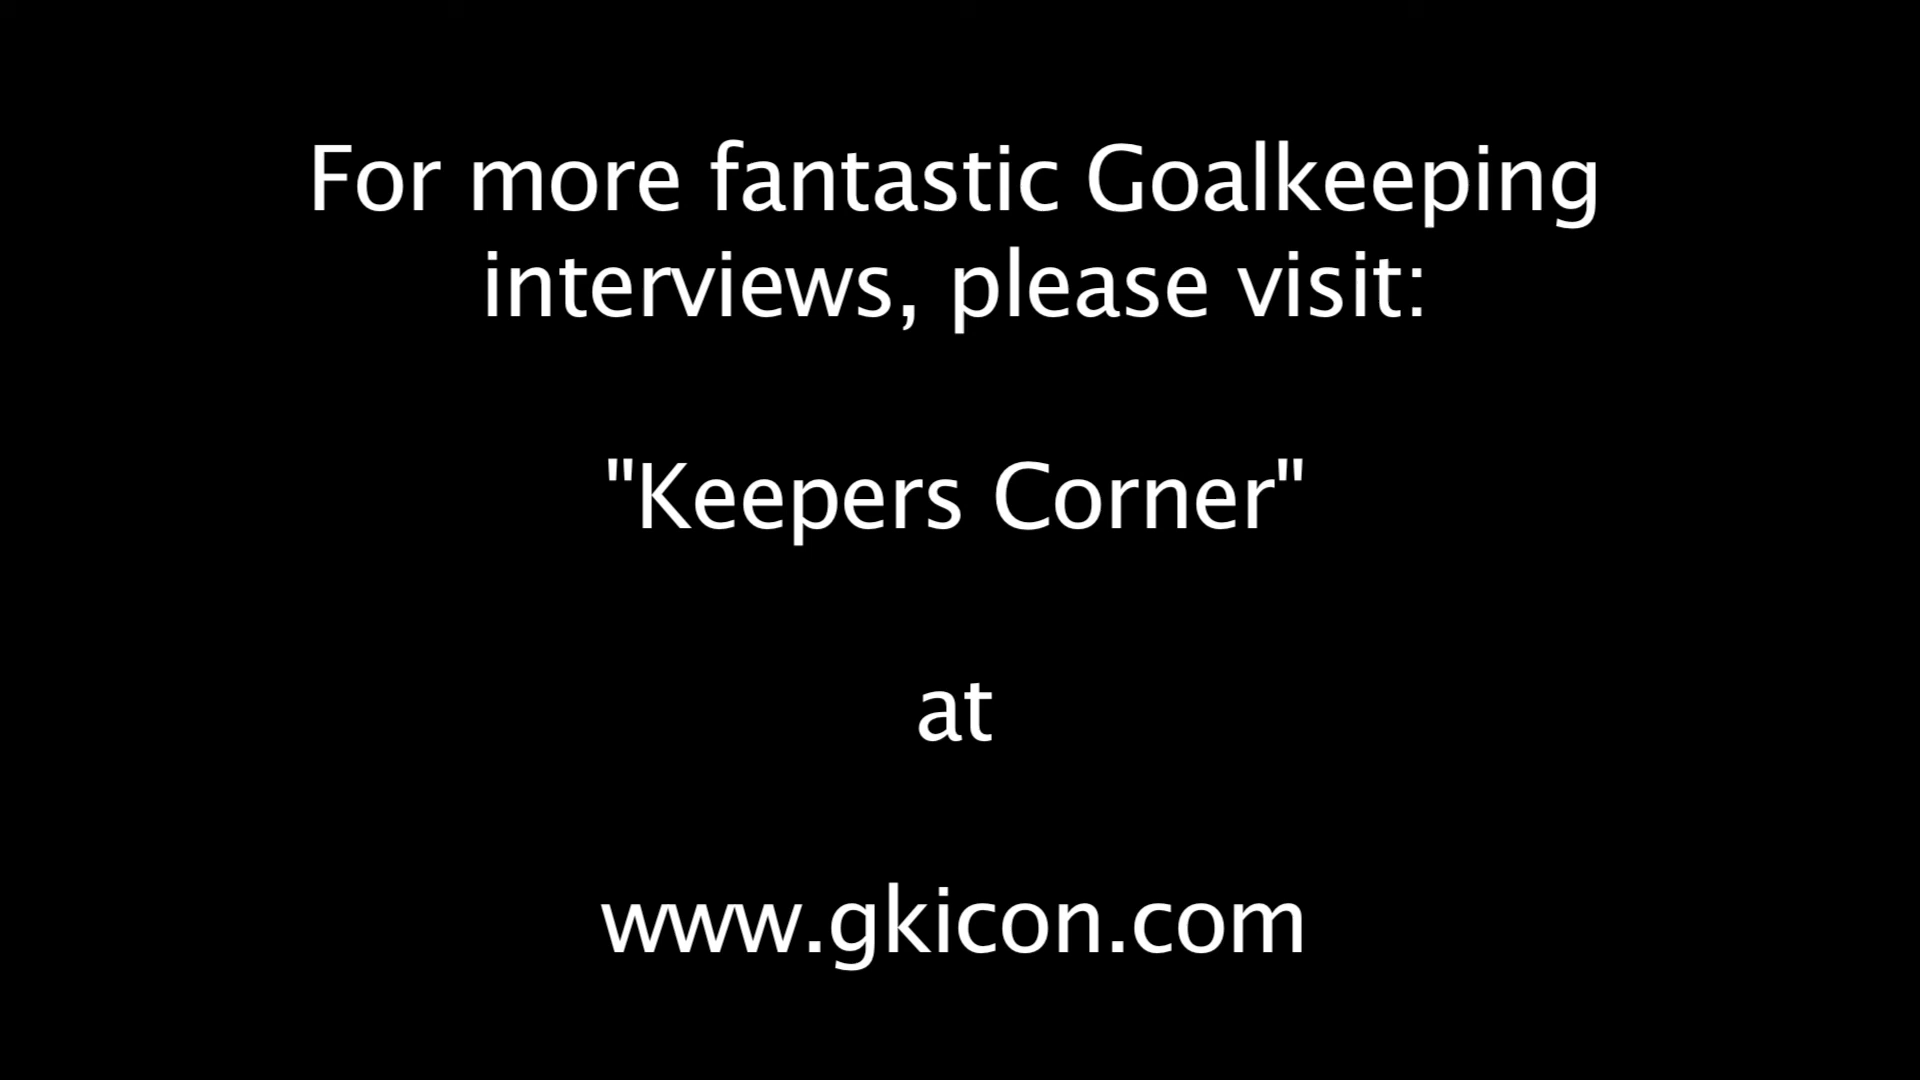 For more fantastic Goalkeeping
interviews, please visit:
"Keepers Corner"
at
www.gkicon.com